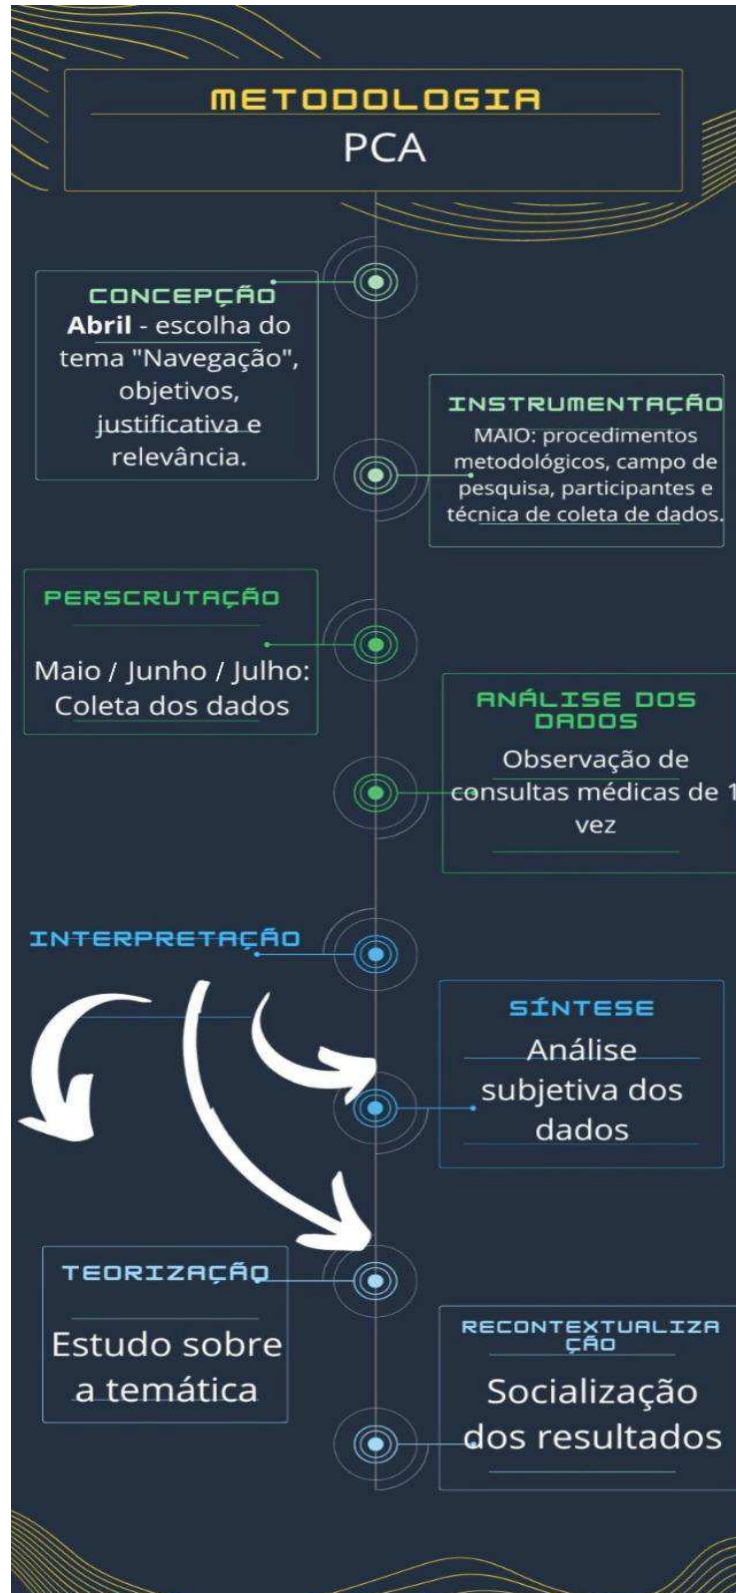 METODOLOGIA
PCA
CONCEPÇÃO
Abril - escolha do
tema "Navegação",
objetivos,
justificativa e
relevância.
INSTRUMENTAÇÃO
MAIO: procedimentos
metodológicos, campo de
pesquisa, participantes e
técnica de coleta de dados.
PERSCRUTAÇÃO
Maio / Junho / Julho:
Coleta dos dados
ANÁLISE DOS
DADOS
Observação de
consultas médicas de 1
vez
INTERPRETAÇÃO
SÍNTESE
Análise
subjetiva dos
dados
TEORIZAÇÃO
Estudo sobre
a temática
RECONTEXTUALIZA
ÇÃO
Socialização
dos resultados